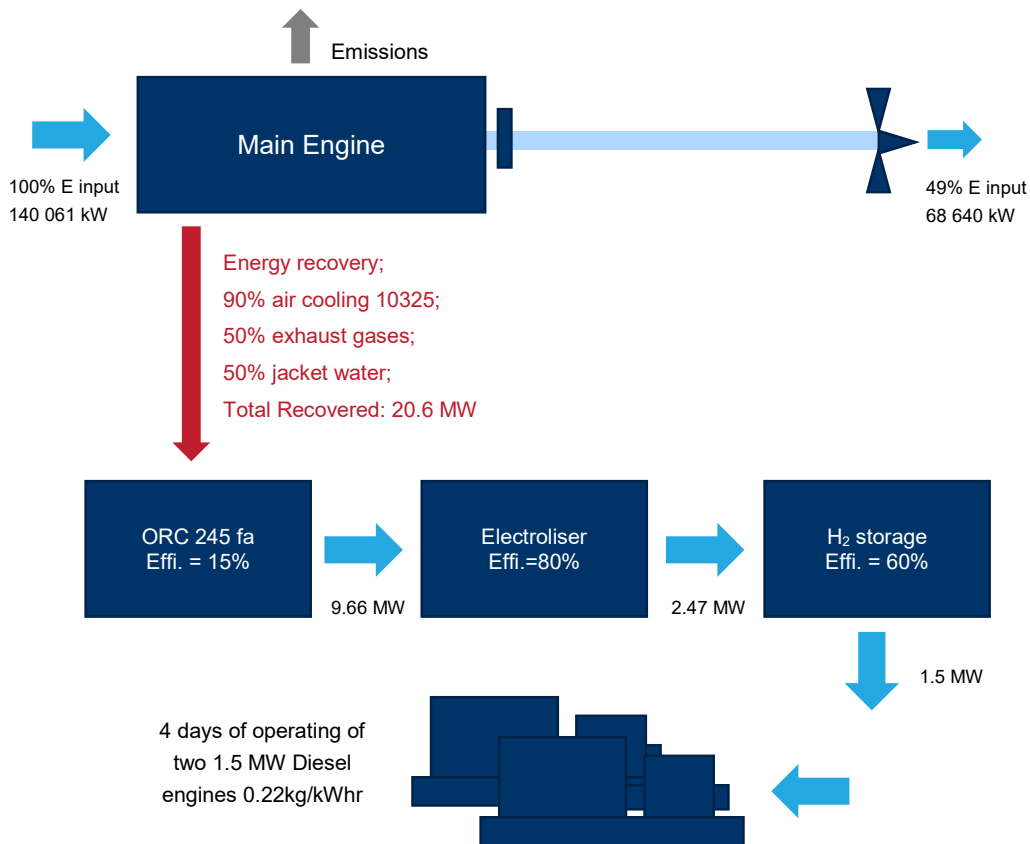 Emissions
Main Engine
100% E input
140 061 kW
49% E input
68 640 kW
Energy recovery;
90% air cooling 10325;
50% exhaust gases;
50% jacket water;
Total Recovered: 20.6 MW
ORC 245 fa
Effi. = 15%
9.66 MW
Electroliser
Effi.=80%
2.47 MW
H₂ storage
Effi. = 60%
1.5 MW
4 days of operating of
two 1.5 MW Diesel
engines 0.22kg/kWhr